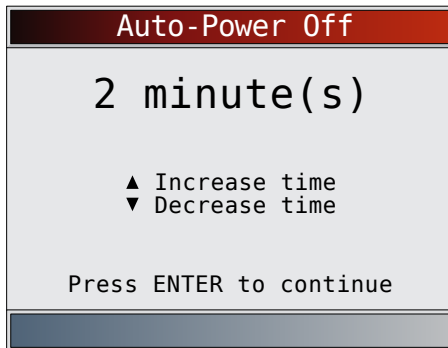 Auto-Power Off
2 minute(s)
▲ Increase time
▼ Decrease time
Press ENTER to continue